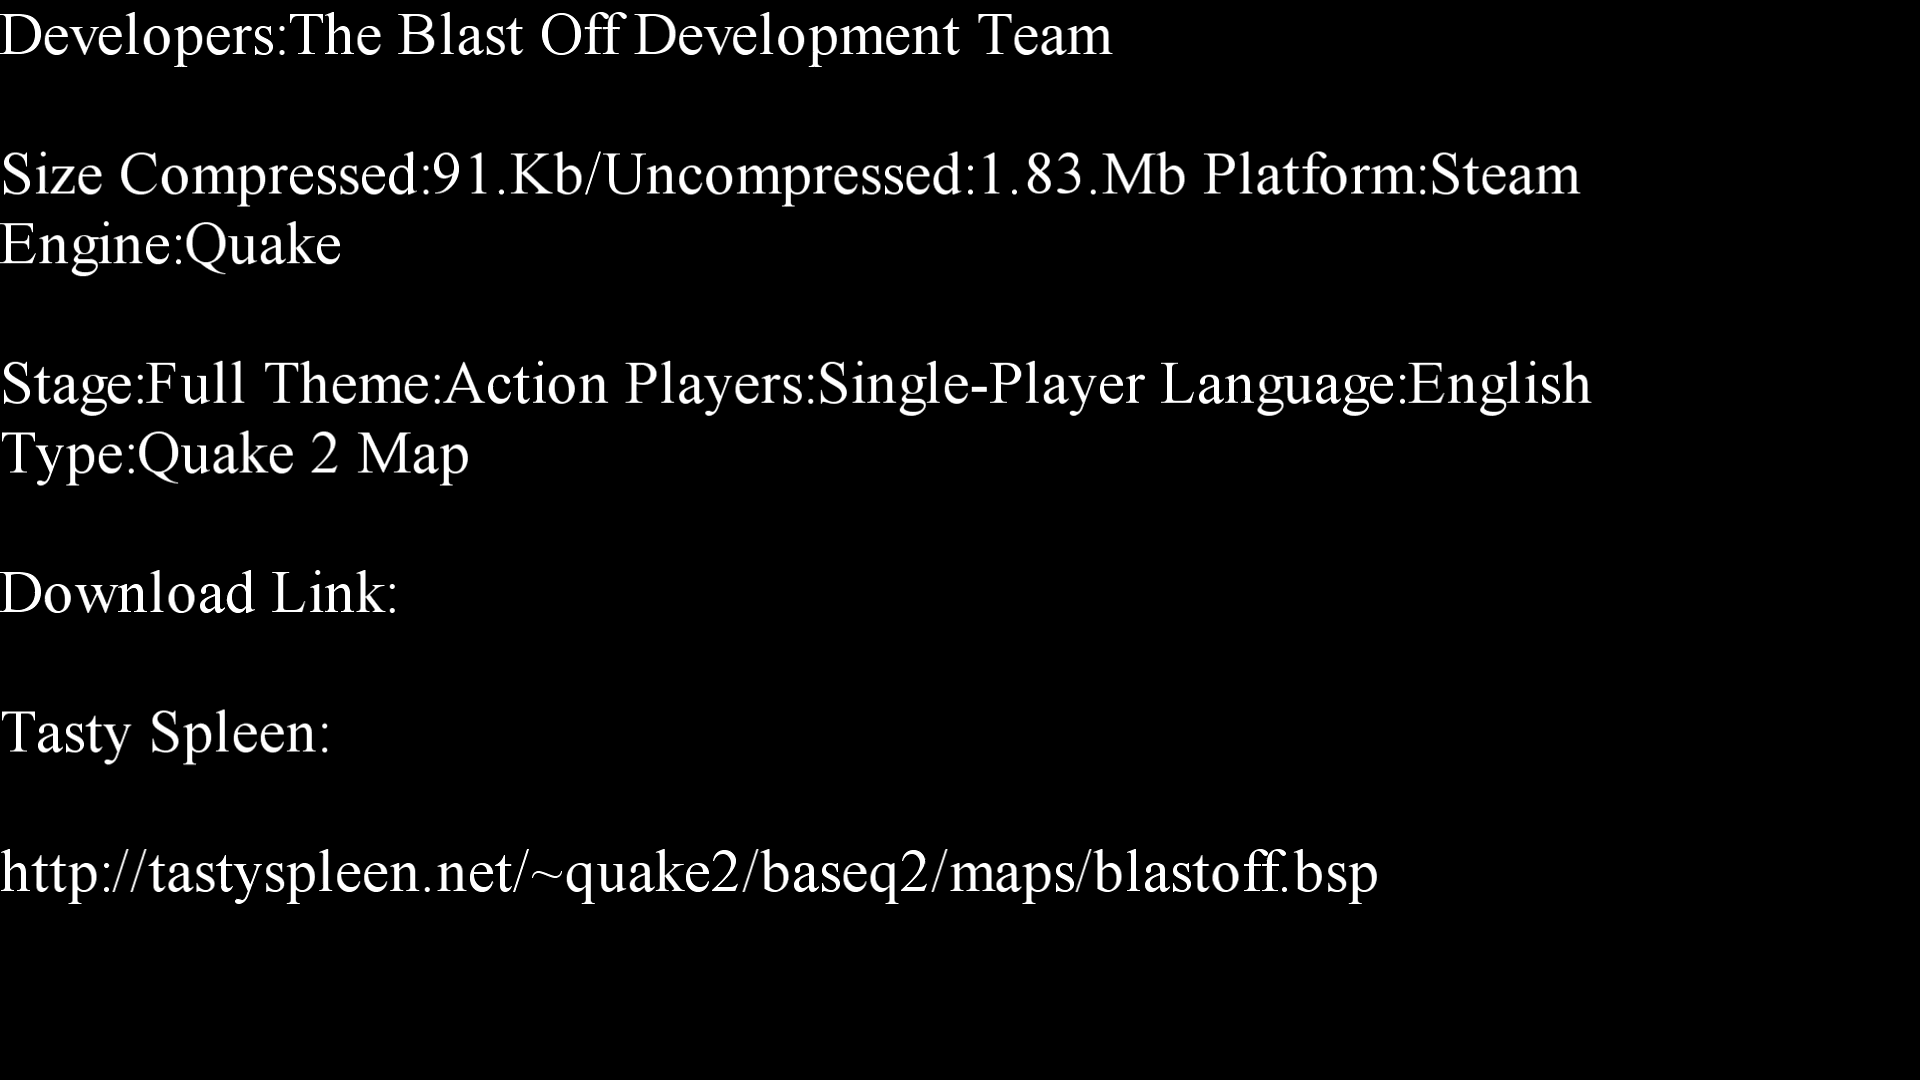 Developers:The Blast Off Development Team
Size Compressed:91.Kb/Uncompressed:1.83.Mb Platform:Steam
Engine:Quake
Stage:Full Theme:Action Players:Single-Player Language:English
Type:Quake 2 Map
Download Link:
Tasty Spleen:
http://tastyspleen.net/~quake2/baseq2/maps/blastoff.bsp